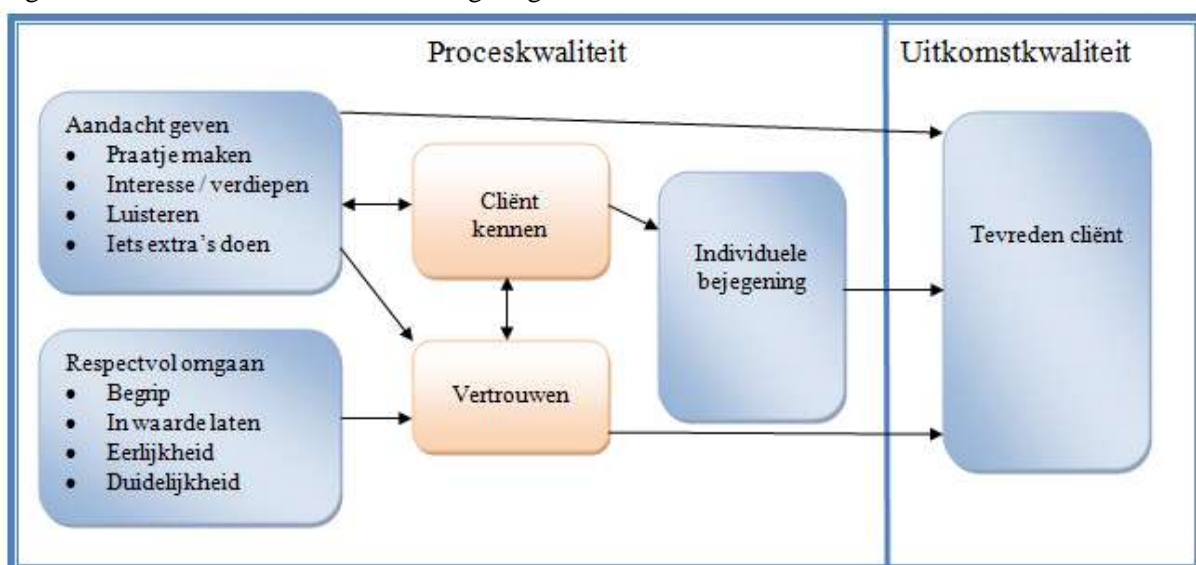 Proceskwaliteit
Uitkomstkwaliteit
Aandacht geven
• Praatje maken
• Interesse / verdiepen
• Luisteren
• Iets extra’s doen
Cliënt
kennen
Individuele
bejegening
Tevreden cliënt
Respectvol omgaan
• Begrip
• In waarde laten
• Eerlijkheid
• Duidelijkheid
Vertrouwen